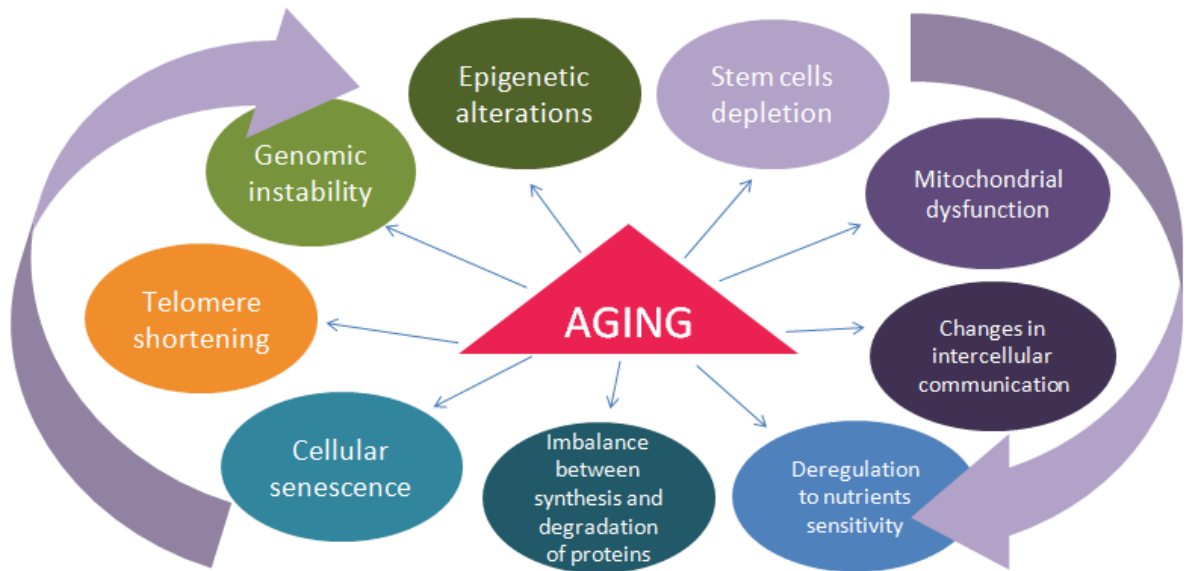 Epigenetic
alterations
Stem cells
depletion
Genomic
instability
Mitochondrial
dysfunction
Telomere
shortening
AGING
Changes in
intercellular
communication
Cellular
senescence
Imbalance
between
synthesis and
degradation
of proteins
Deregulation
to nutrients
sensitivity